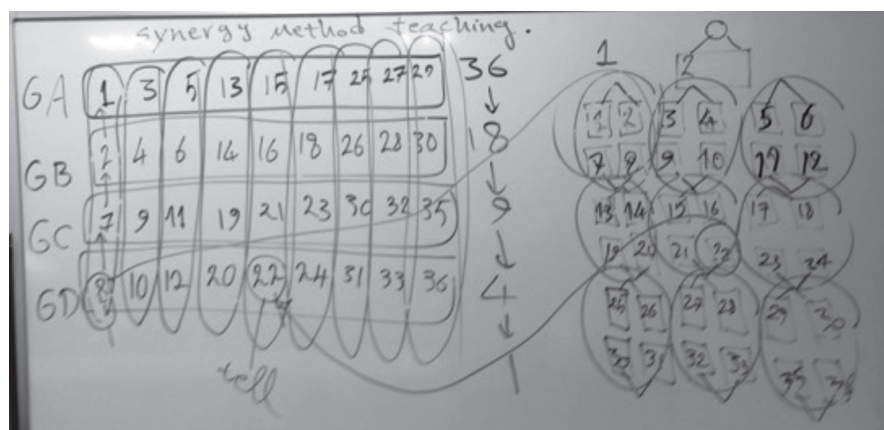 synergy Method teaching.
GA 1 3 5 13 15 17 25 27 29
GB 2 4 6 14 16 18 26 28 30
GC 7 9 11 19 21 23 30 32 35
GD 8 10 12 20 22 24 31 33 36
cell
36
18
9
4
1
1 2
1 2 3 4 5 6
7 8 9 10 11 12
13 14 15 16 17 18
19 20 21 22 23 24
25 26 27 28 29 30
30 31 32 33 35